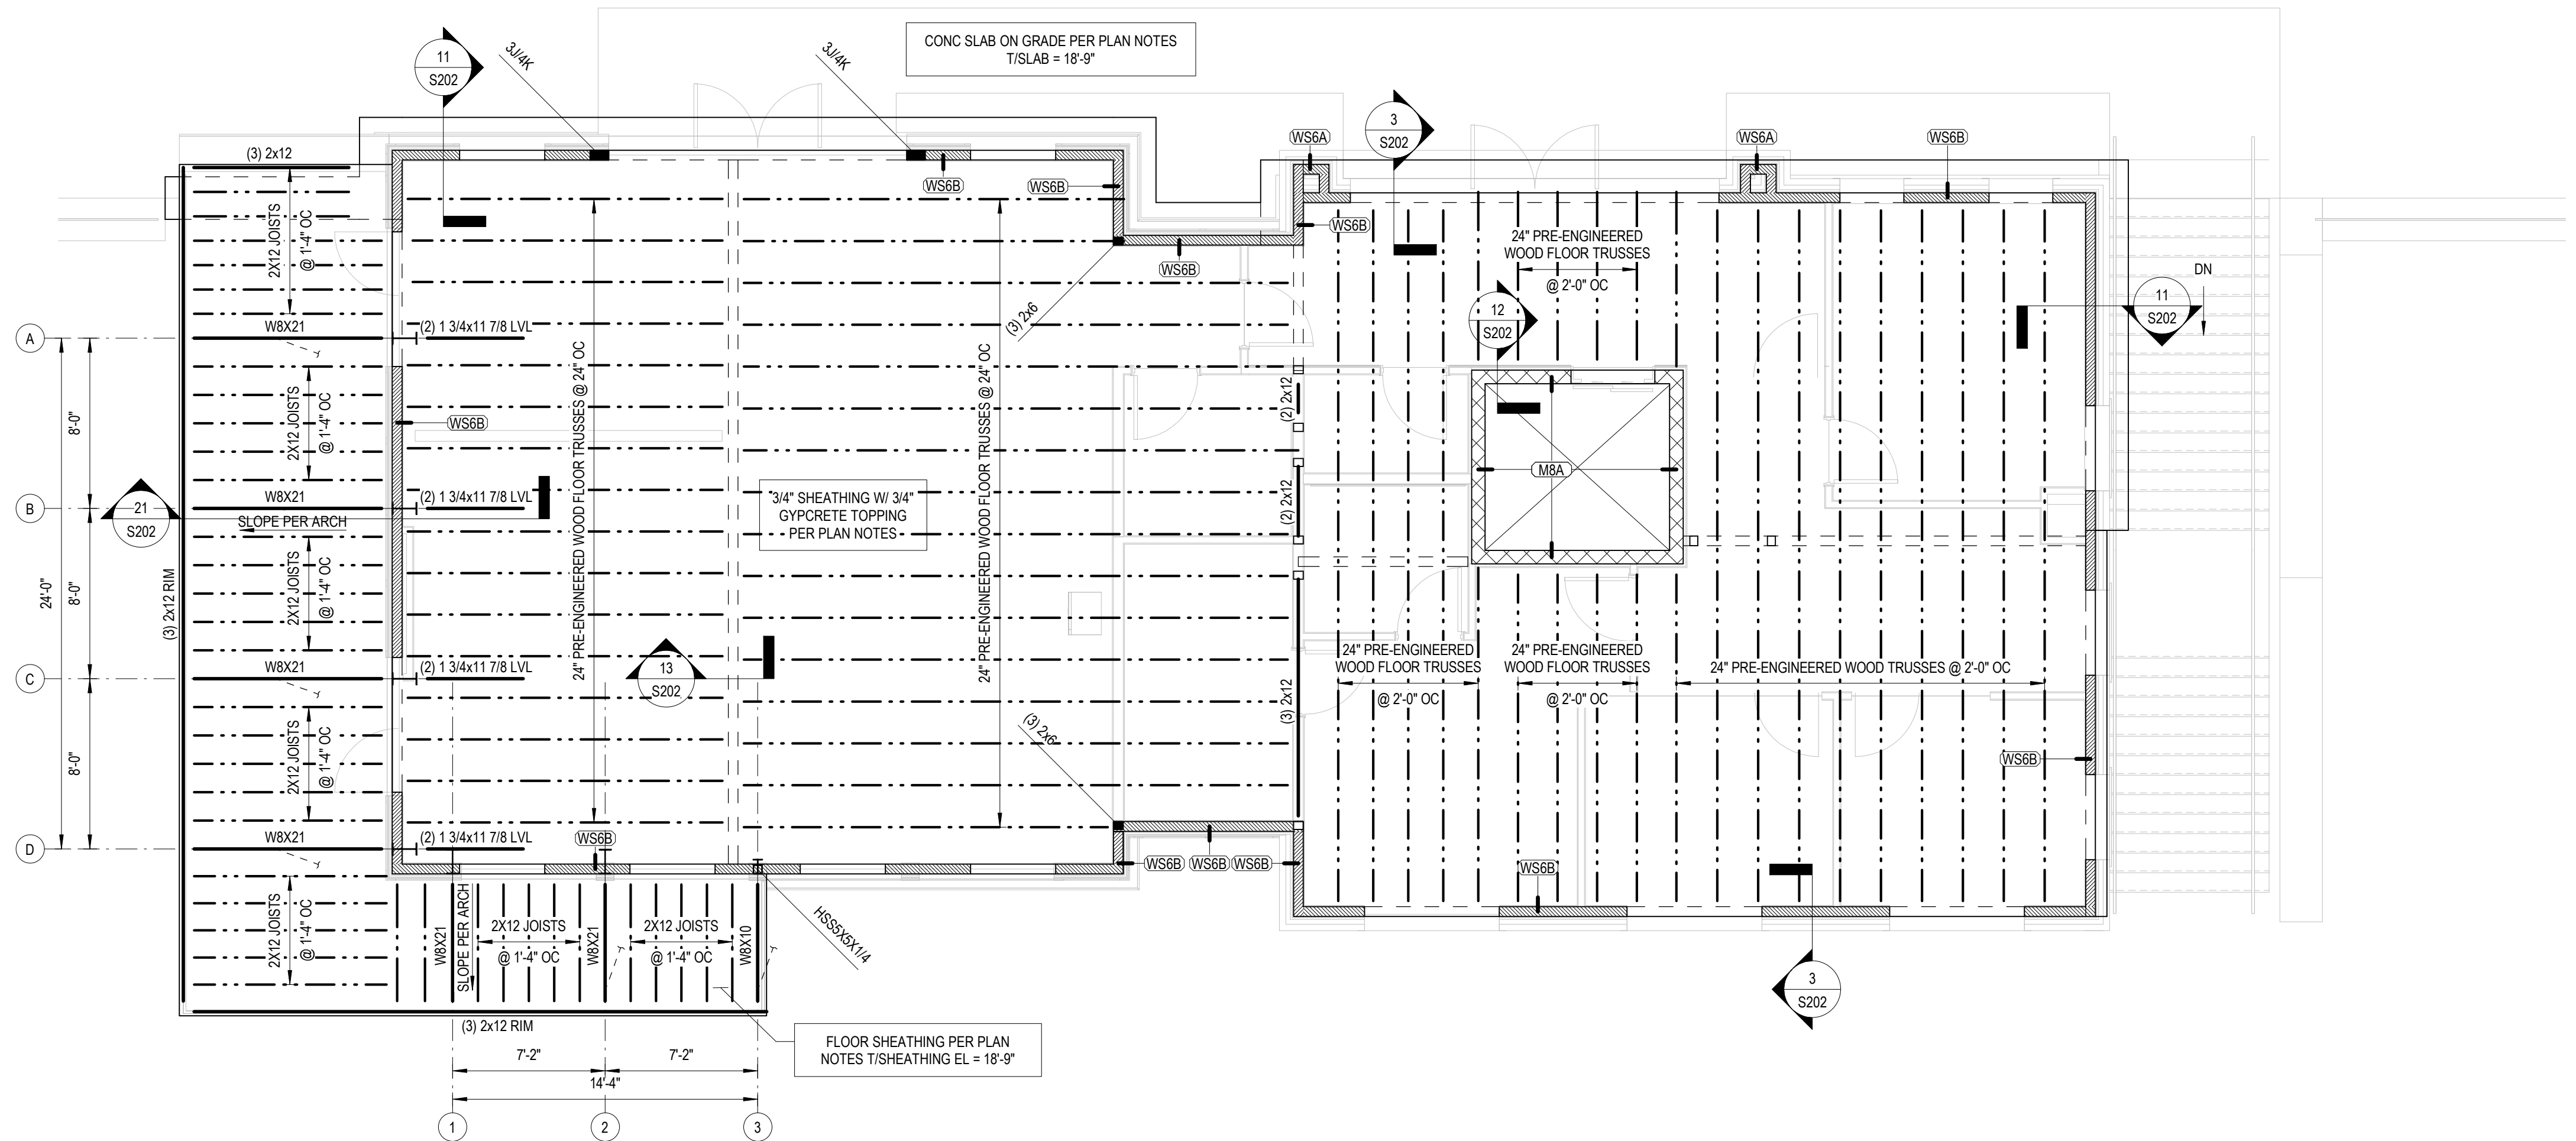 CONC SLAB ON GRADE PER PLAN NOTES
T/SLAB = 18'-9"
11
S202
3J/4K
3J/4K
3
S202
WS6A
WS6A
WS6B
(3) 2x12
WS6B
WS6B
WS6B
WS6B
2X12 JOISTS
@ 1'-4" OC
24" PRE-ENGINEERED
WOOD FLOOR TRUSSES
@ 2'-0" OC
DN
11
S202
12
S202
(3) 2x6
A
W8X21
(2) 1 3/4x11 7/8 LVL
24" PRE-ENGINEERED WOOD FLOOR TRUSSES @ 24" OC
24" PRE-ENGINEERED WOOD FLOOR TRUSSES @ 24" OC
(2) 2x12
8'-0"
2X12 JOISTS
@ 1'-4" OC
WS6B
M8A
B
21
S202
W8X21
(2) 1 3/4x11 7/8 LVL
SLOPE PER ARCH
3/4" SHEATHING W/ 3/4"
GYPCRETE TOPPING
PER PLAN NOTES
(2) 2x12
24'-0"
8'-0"
(3) 2x12 RIM
2X12 JOISTS
@ 1'-4" OC
C
W8X21
(2) 1 3/4x11 7/8 LVL
13
S202
24" PRE-ENGINEERED
WOOD FLOOR TRUSSES
@ 2'-0" OC
24" PRE-ENGINEERED
WOOD FLOOR TRUSSES
@ 2'-0" OC
24" PRE-ENGINEERED WOOD TRUSSES @ 2'-0" OC
(3) 2x12
(3) 2x6
8'-0"
2X12 JOISTS
@ 1'-4" OC
WS6B
D
W8X21
(2) 1 3/4x11 7/8 LVL
WS6B
WS6B
WS6B
WS6B
WS6B
2X12 JOISTS
@ 1'-4" OC
W8X21
SLOPE PER ARCH
2X12 JOISTS
@ 1'-4" OC
W8X21
2X12 JOISTS
@ 1'-4" OC
W8X10
HSS5X5X1/4
3
S202
(3) 2x12 RIM
FLOOR SHEATHING PER PLAN
NOTES T/SHEATHING EL = 18'-9"
7'-2"
7'-2"
14'-4"
1
2
3